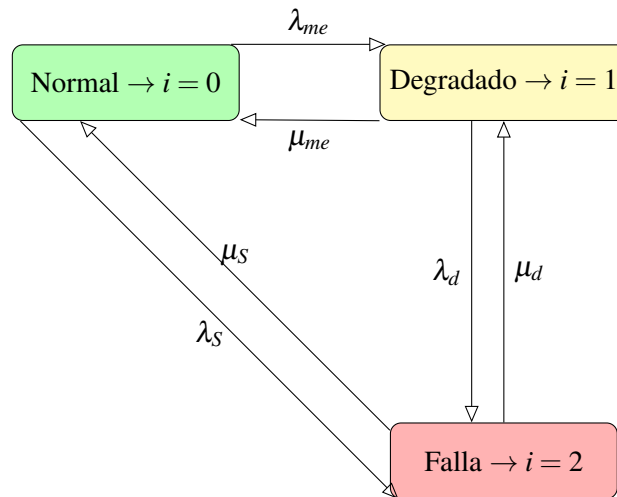 λ_me
Normal → i = 0
Degradado → i = 1
μ_me
μ_S
λ_d
μ_d
λ_S
Falla → i = 2